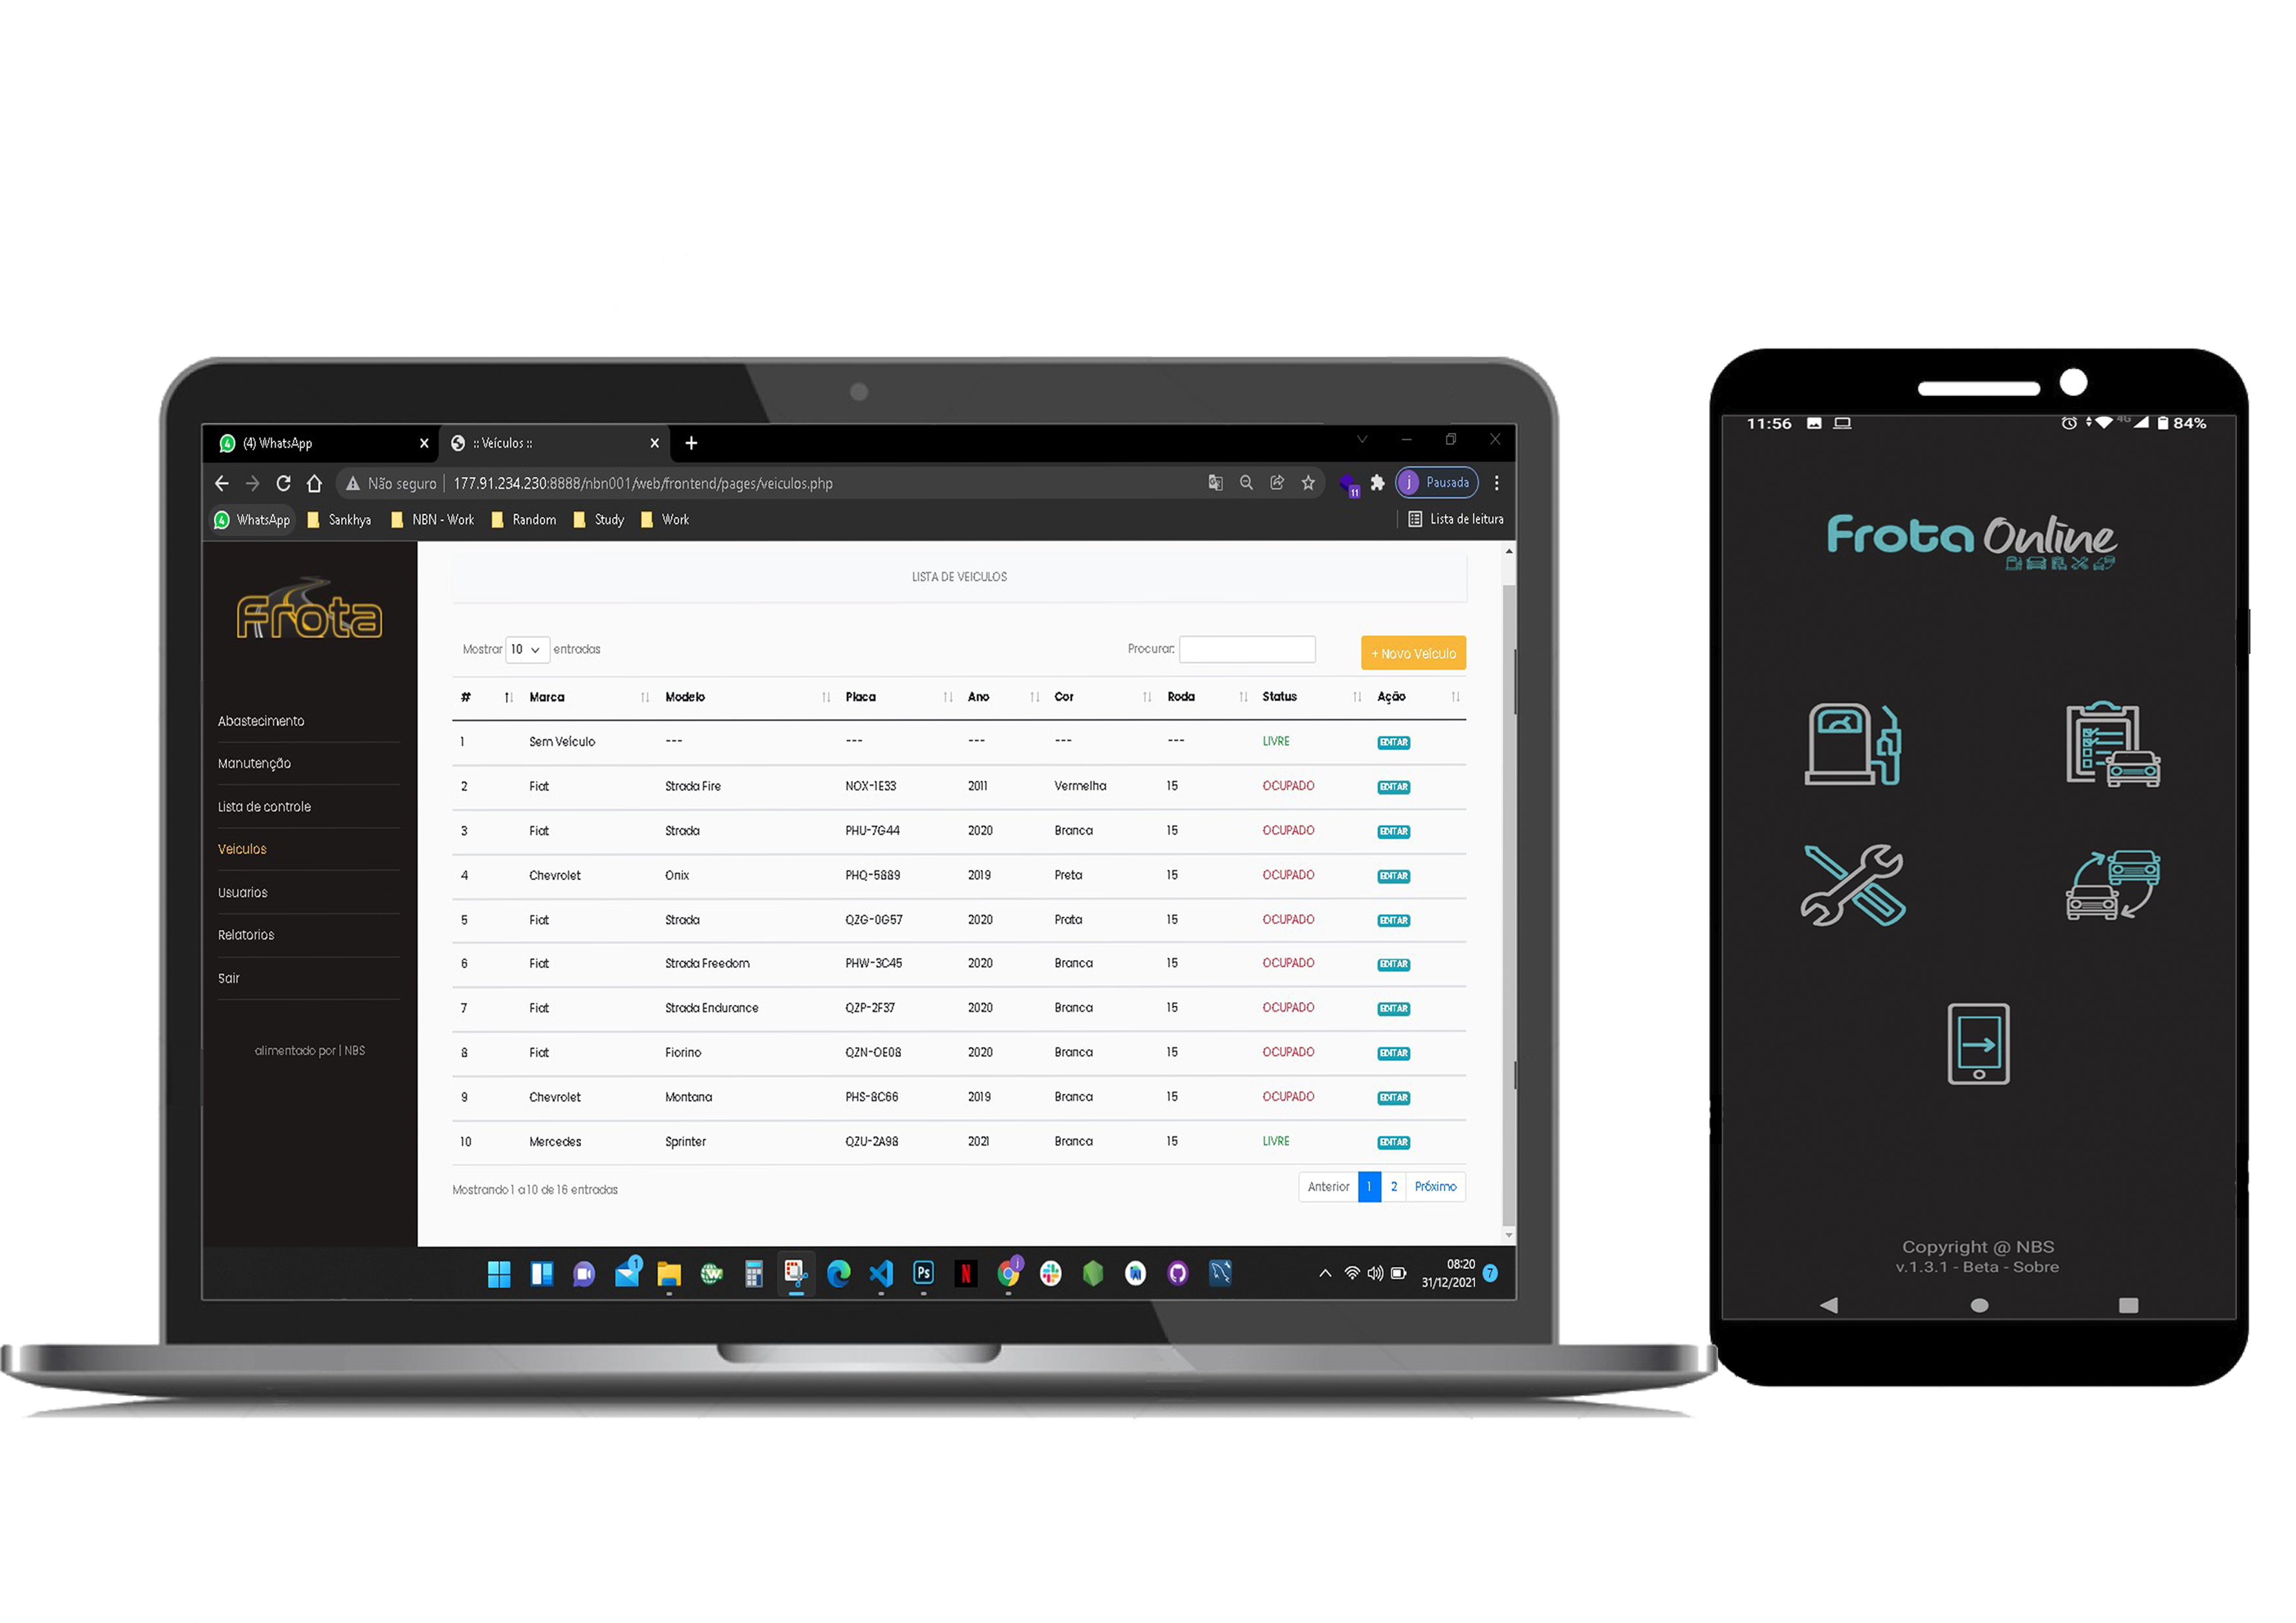 (4) WhatsApp
:: Veículos ::
Não seguro | 177.91.234.230:8888/nbn001/web/frontend/pages/veiculos.php
11
j Pausada
4 WhatsApp Sankhya NBN - Work Random Study Work Lista de leitura
Frota
Abastecimento
Manutenção
Lista de controle
Veiculos
Usuarios
Relatorios
Sair
alimentado por | NBS
LISTA DE VEICULOS
Mostrar 10 entradas Procurar: + Novo Veículo
# Marca Modelo Placa Ano Cor Roda Status Ação
1 Sem Veículo --- --- --- --- --- LIVRE EDITAR
2 Fiat Strada Fire NOX-1E33 2011 Vermelha 15 OCUPADO EDITAR
3 Fiat Strada PHU-7G44 2020 Branca 15 OCUPADO EDITAR
4 Chevrolet Onix PHQ-5889 2019 Preta 15 OCUPADO EDITAR
5 Fiat Strada QZG-0G57 2020 Prata 15 OCUPADO EDITAR
6 Fiat Strada Freedom PHW-3C45 2020 Branca 15 OCUPADO EDITAR
7 Fiat Strada Endurance QZP-2F37 2020 Branca 15 OCUPADO EDITAR
8 Fiat Fiorino QZN-OE08 2020 Branca 15 OCUPADO EDITAR
9 Chevrolet Montana PHS-8C66 2019 Branca 15 OCUPADO EDITAR
10 Mercedes Sprinter QZU-2A98 2021 Branca 15 LIVRE EDITAR
Mostrando 1 a 10 de 16 entradas
Anterior 1 2 Próximo
1
Ps
N
j
08:20
31/12/2021
7
11:56
4G
84%
Frota Online
Copyright @ NBS
v.1.3.1 - Beta - Sobre